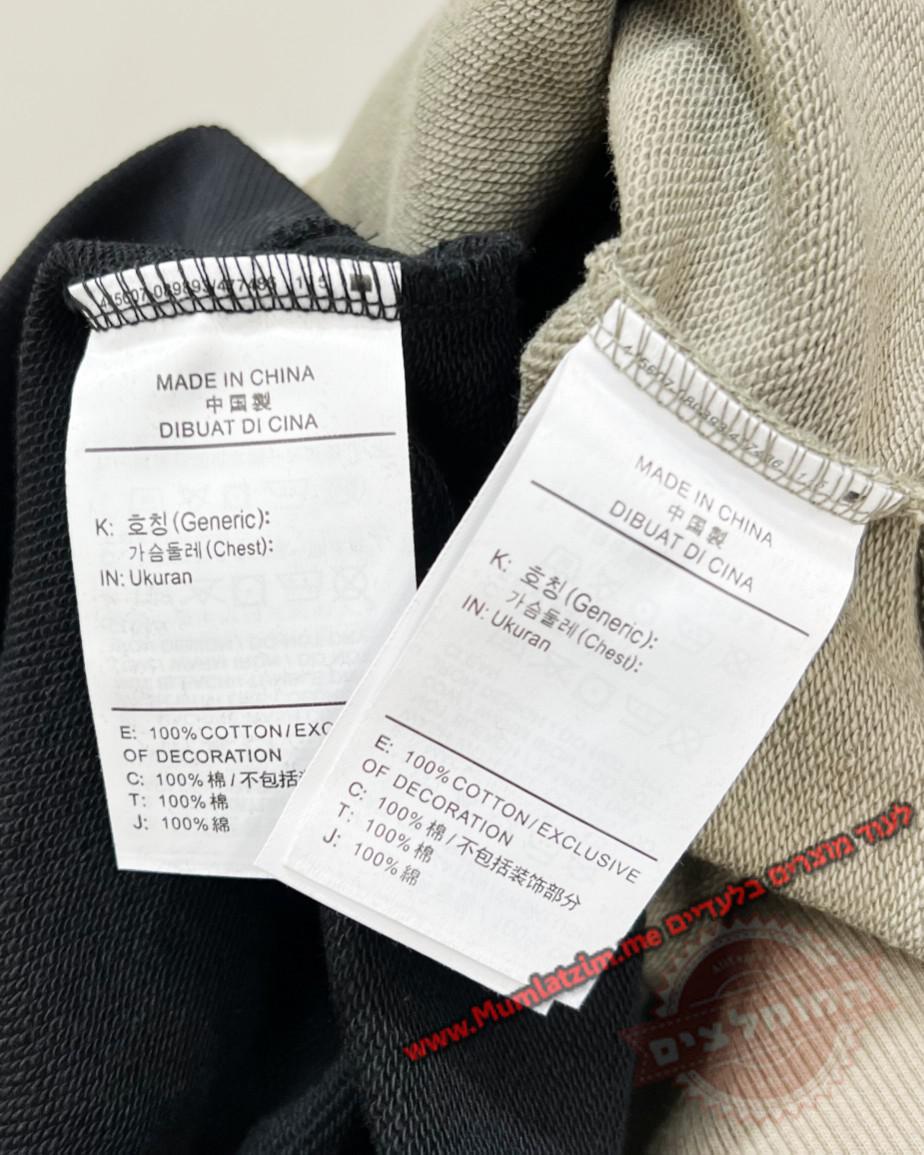 MADE IN CHINA
中国製
DIBUAT DI CINA
K: 호칭(Generic):
가슴둘레(Chest):
IN: Ukuran
E: 100%COTTON/EXC
OF DECORATION
C: 100%棉/不包括
T: 100%棉
J: 100%綿
MADE IN CHINA
中国製
DIBUAT DI CINA
K: 호칭(Generic):
가슴둘레(Chest):
IN: Ukuran
E: 100%COTTON/EXCLUSIVE
OF DECORATION
C: 100%棉/不包括装饰部分
T: 100%棉
J: 100%綿
לעוד מוצרים בלעדיים www.Mumlatzim.me
המומלצים